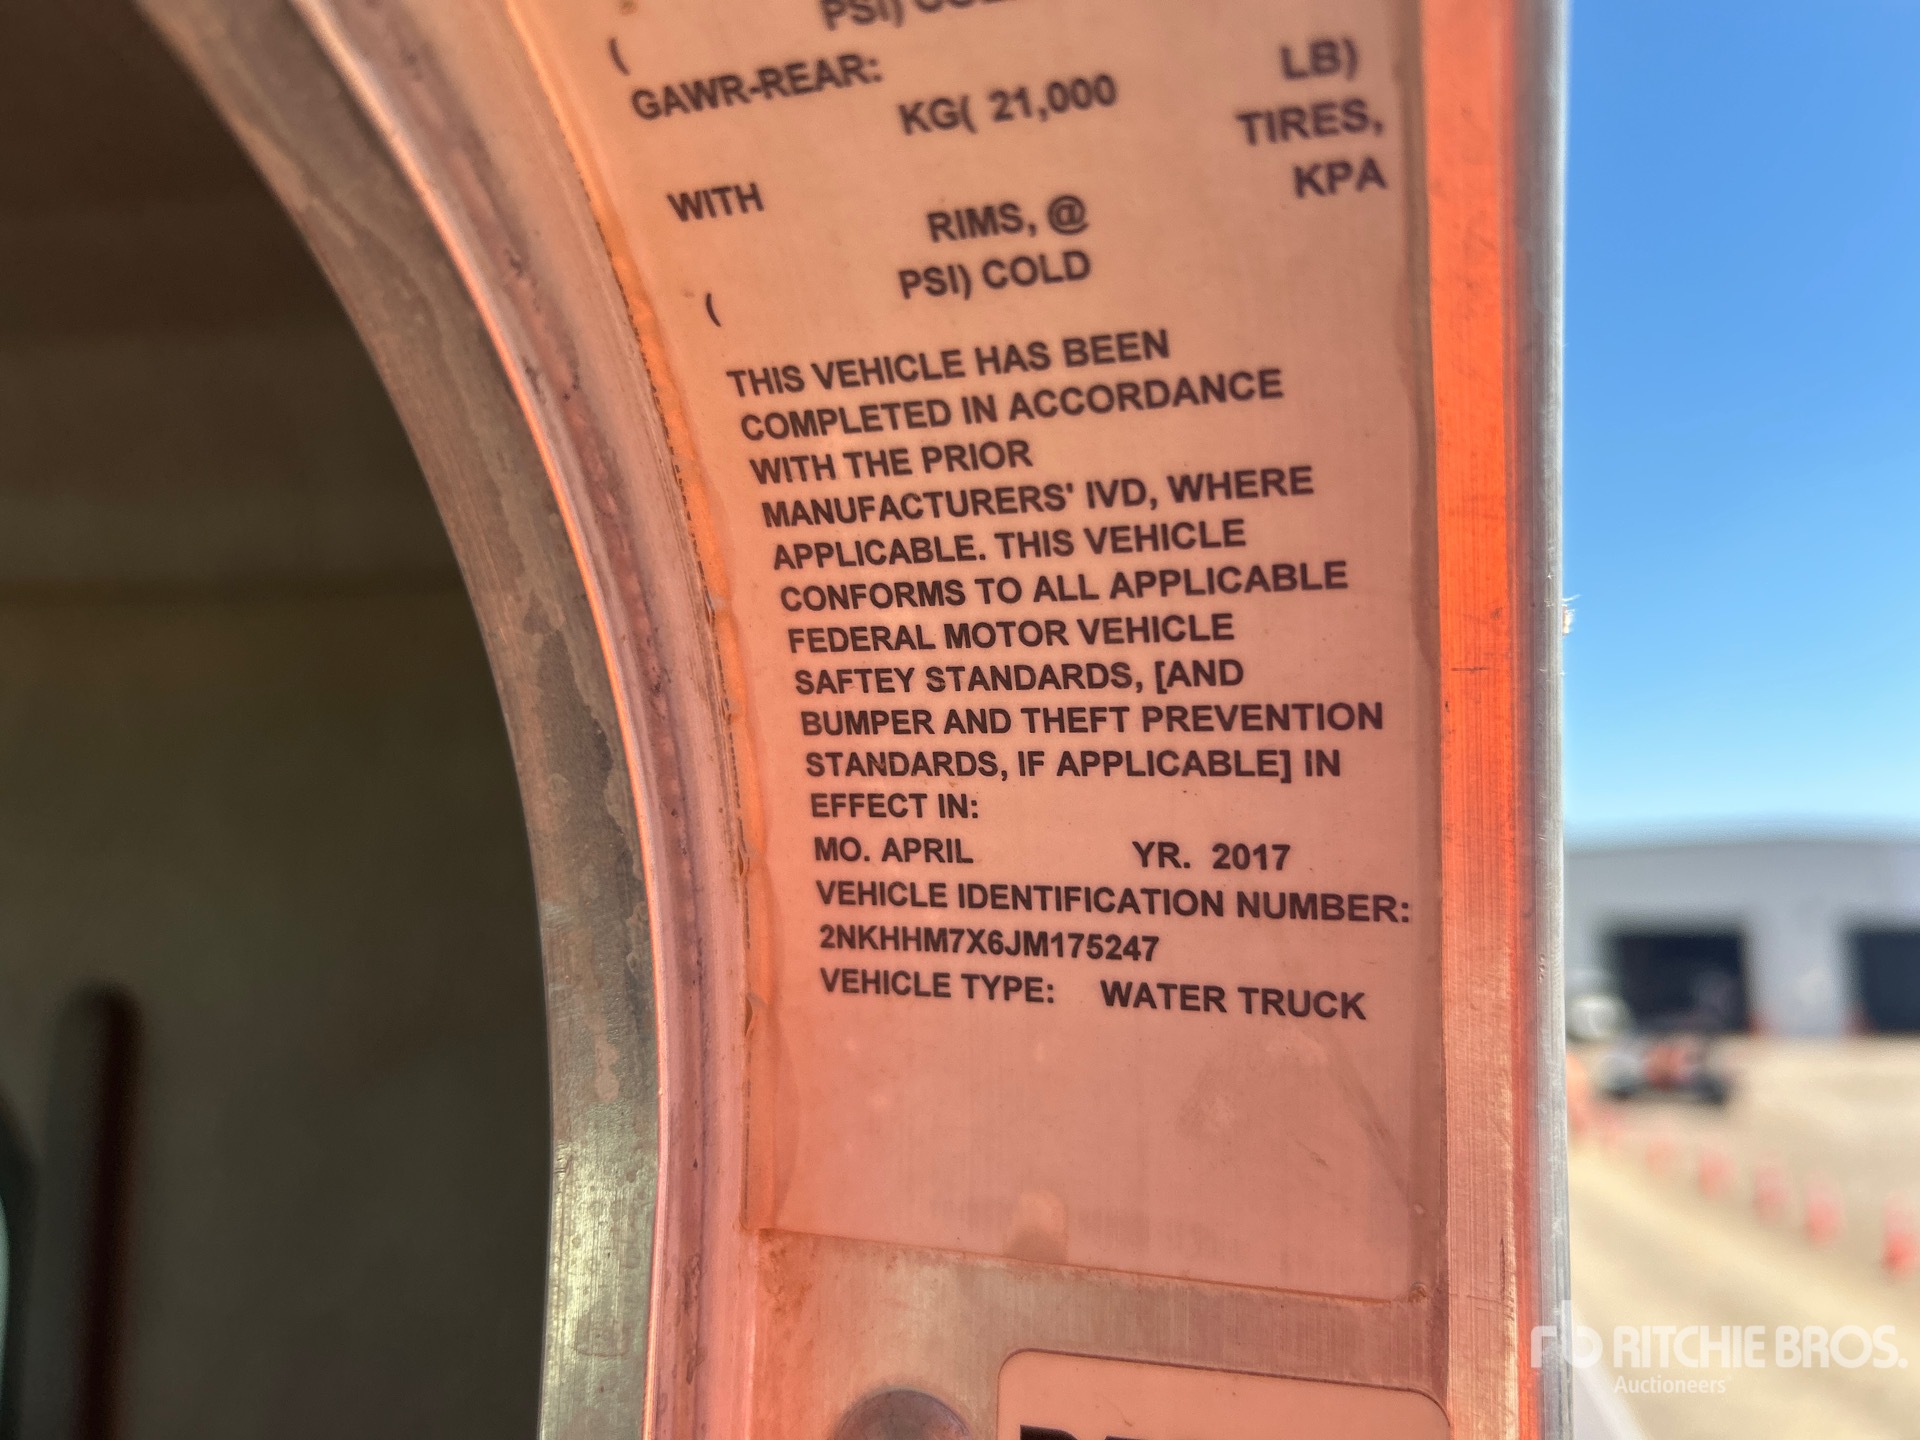 PSI) COLD
(
GAWR-REAR:
KG( 21,000 LB)
TIRES,
WITH
RIMS, @ KPA
( PSI) COLD
THIS VEHICLE HAS BEEN
COMPLETED IN ACCORDANCE
WITH THE PRIOR
MANUFACTURERS' IVD, WHERE
APPLICABLE. THIS VEHICLE
CONFORMS TO ALL APPLICABLE
FEDERAL MOTOR VEHICLE
SAFTEY STANDARDS, [AND
BUMPER AND THEFT PREVENTION
STANDARDS, IF APPLICABLE] IN
EFFECT IN:
MO. APRIL YR. 2017
VEHICLE IDENTIFICATION NUMBER:
2NKHHM7X6JM175247
VEHICLE TYPE: WATER TRUCK
rb RITCHIE BROS.
Auctioneers